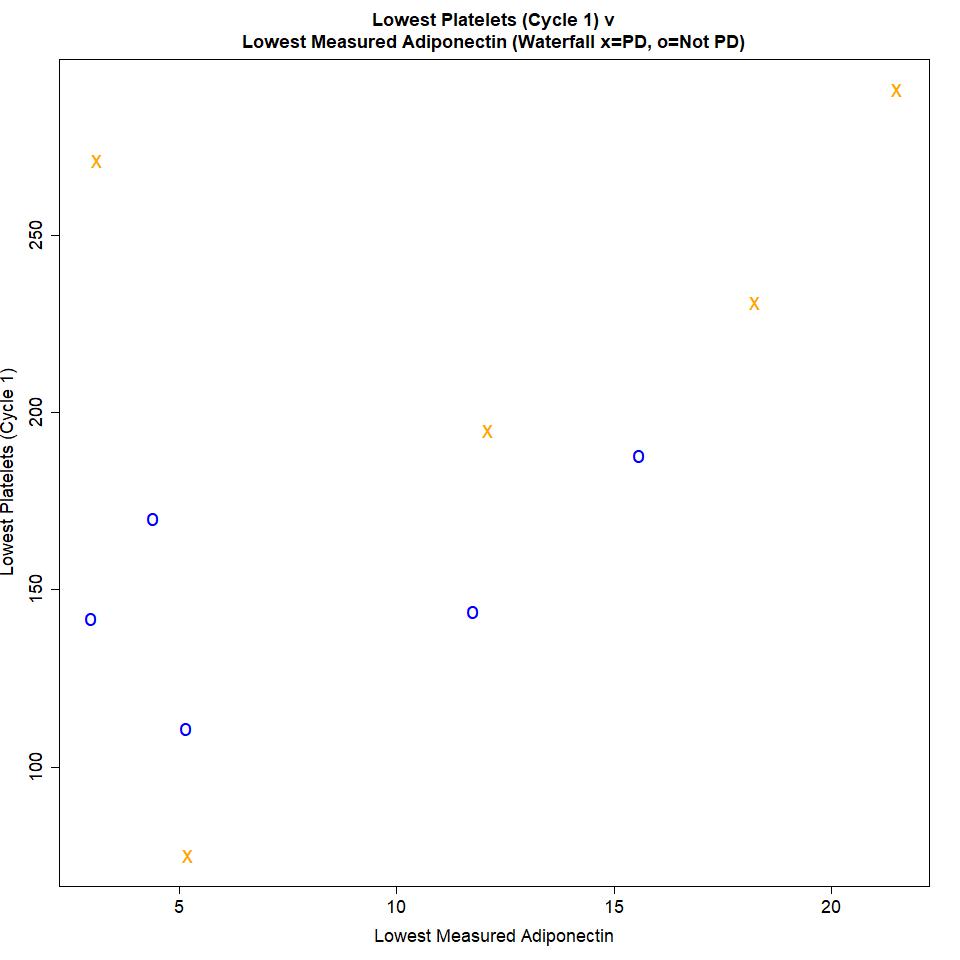 Lowest Platelets (Cycle 1) v
Lowest Measured Adiponectin (Waterfall x=PD, o=Not PD)
x
x
250
x
200
x
o
Lowest Platelets (Cycle 1)
o
150
o
o
o
100
x
5 10 15 20
Lowest Measured Adiponectin